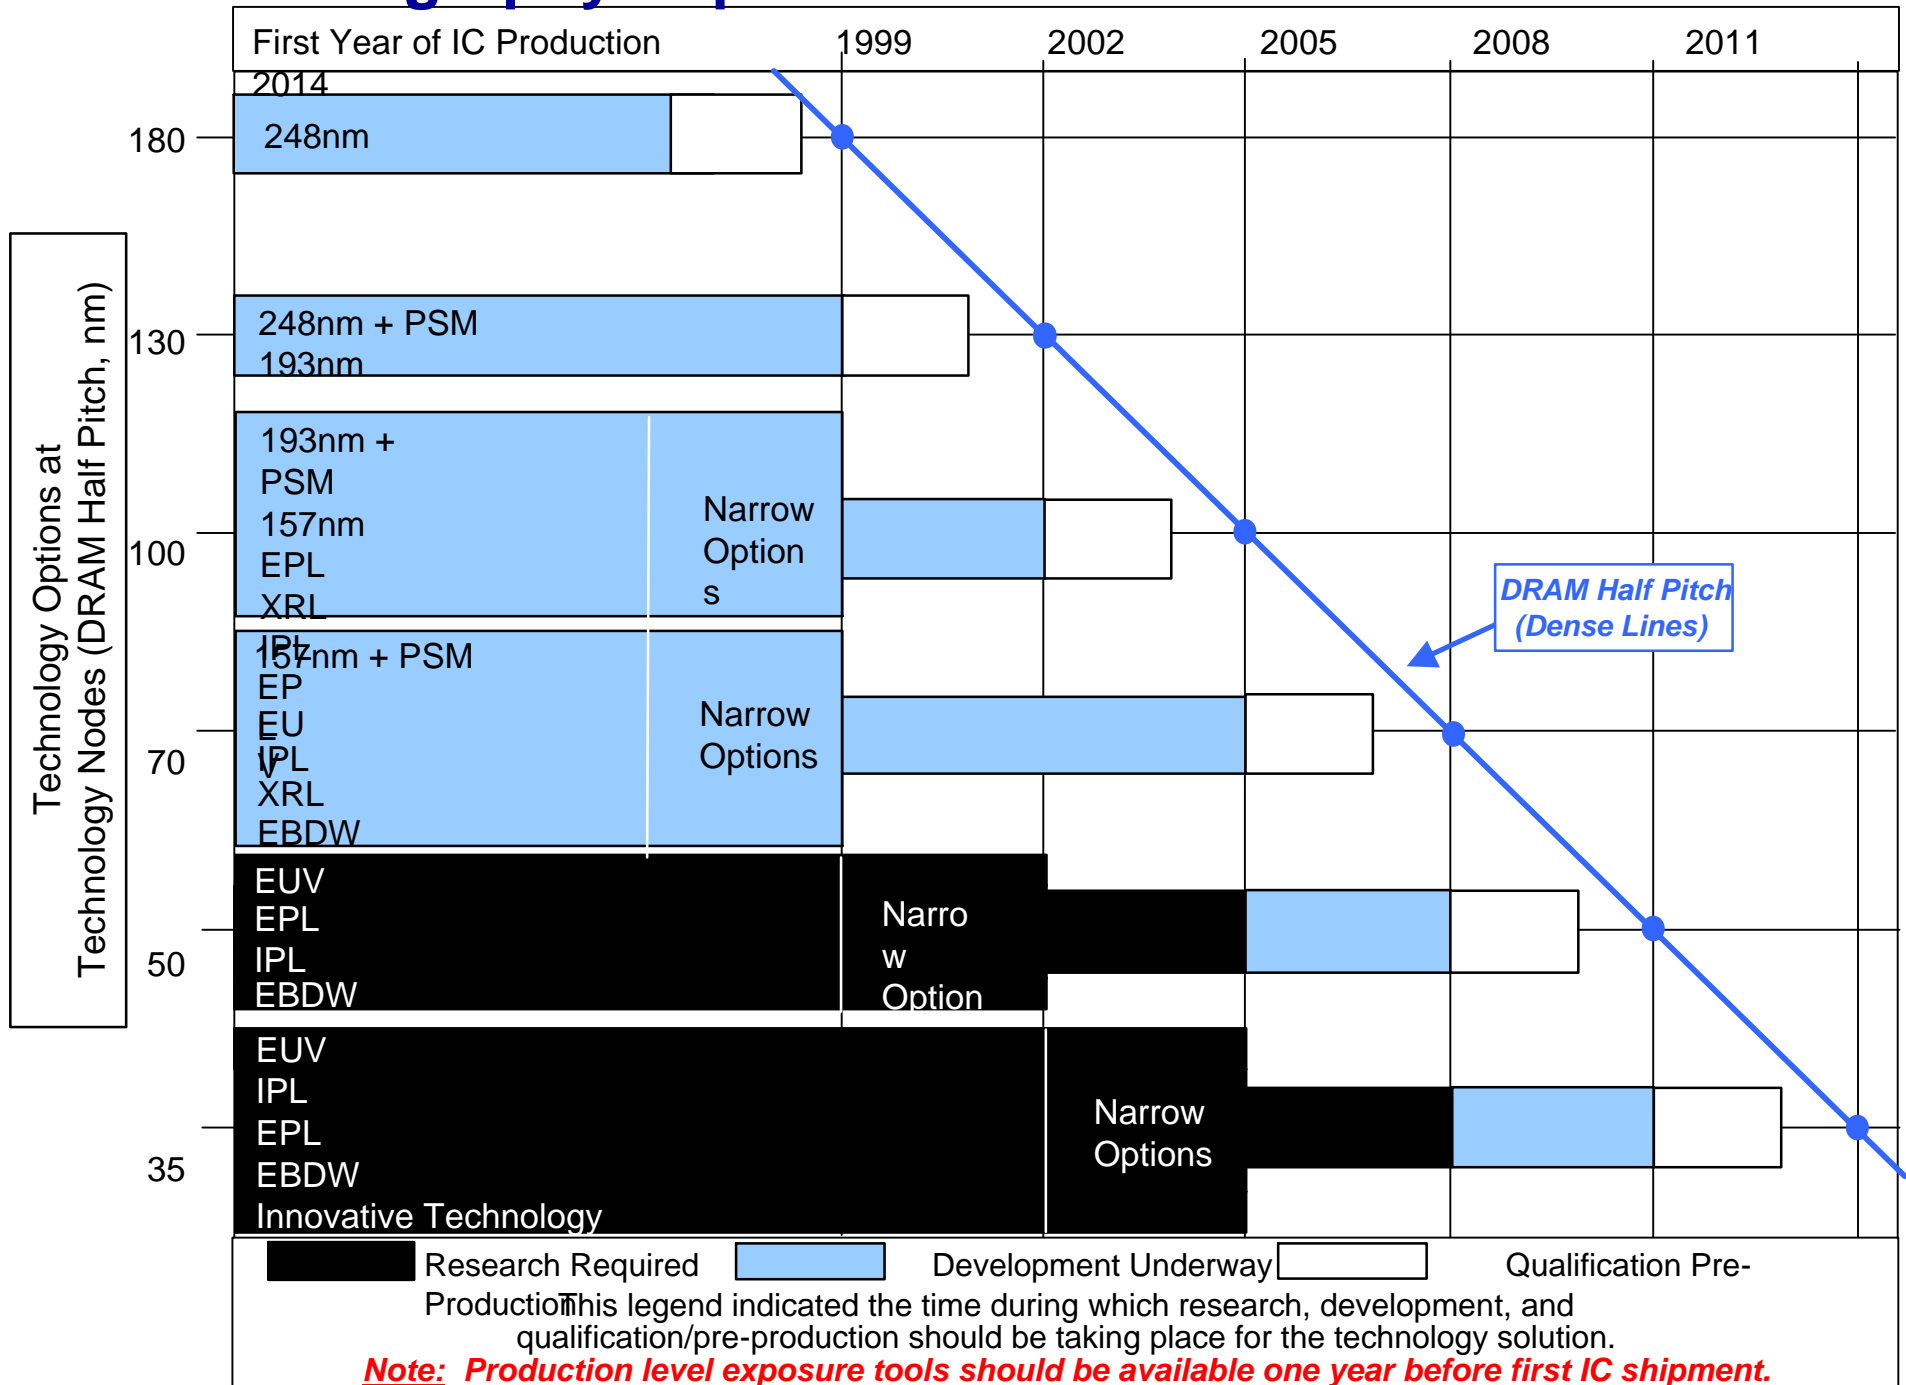 First Year of IC Production 1999 2002 2005 2008 2011
2014
180
248nm
130
248nm + PSM
193nm
Technology Options at
Technology Nodes (DRAM Half Pitch, nm)
100
193nm +
PSM
157nm
EPL
XRL
IPL
Narrow
Option
s
DRAM Half Pitch
(Dense Lines)
70
157nm + PSM
EP
L
EU
V
IPL
XRL
EBDW
Narrow
Options
50
EUV
EPL
IPL
EBDW
Narro
w
Option
35
EUV
IPL
EPL
EBDW
Innovative Technology
Narrow
Options
Research Required Development Underway Qualification Pre-
Production
This legend indicated the time during which research, development, and
qualification/pre-production should be taking place for the technology solution.
Note: Production level exposure tools should be available one year before first IC shipment.